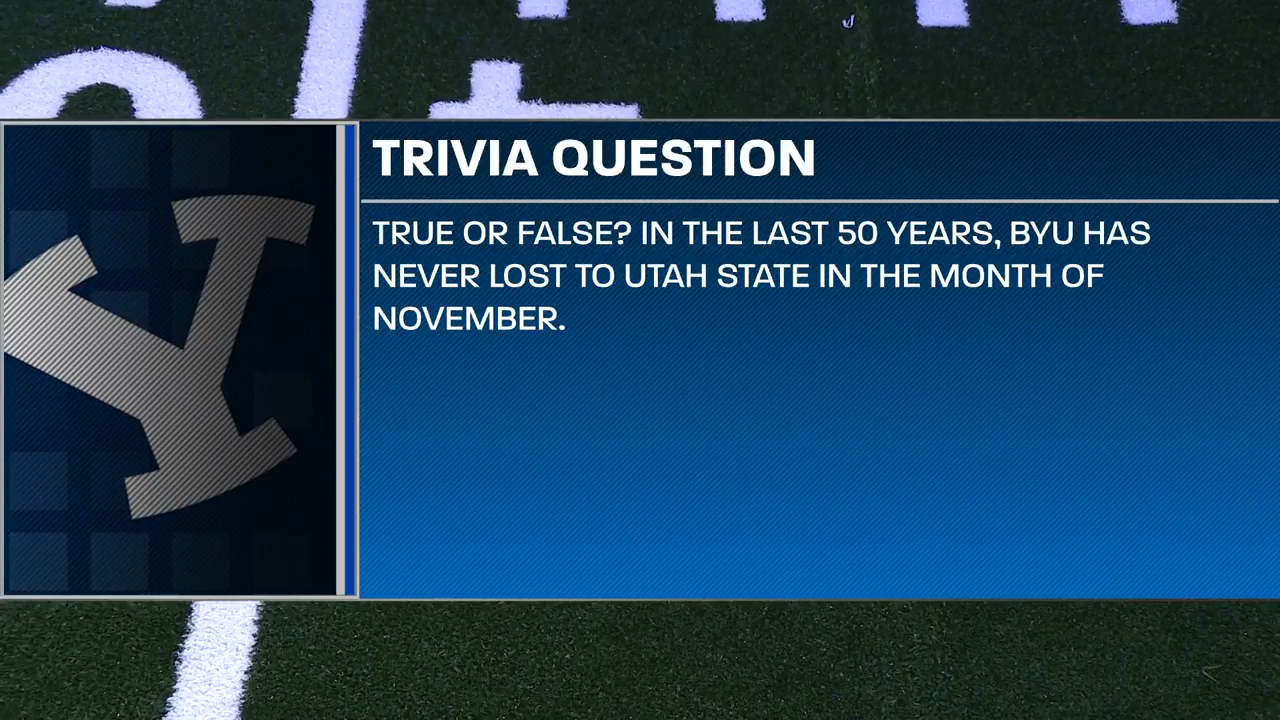 TRIVIA QUESTION
TRUE OR FALSE? IN THE LAST 50 YEARS, BYU HAS
NEVER LOST TO UTAH STATE IN THE MONTH OF
NOVEMBER.